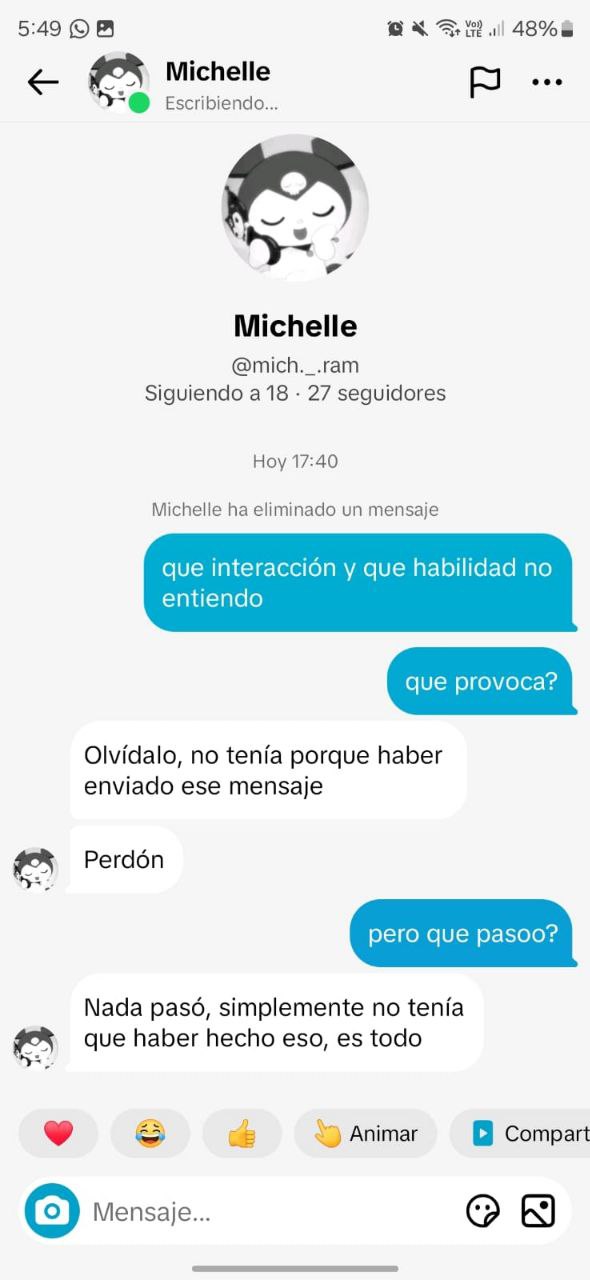 5:49
Vo))
LTE
48%
Michelle
Escribiendo...
Michelle
@mich._.ram
Siguiendo a 18 · 27 seguidores
Hoy 17:40
Michelle ha eliminado un mensaje
que interacción y que habilidad no
entiendo
que provoca?
Olvídalo, no tenía porque haber
enviado ese mensaje
Perdón
pero que pasoo?
Nada pasó, simplemente no tenía
que haber hecho eso, es todo
Animar
Compart
Mensaje...